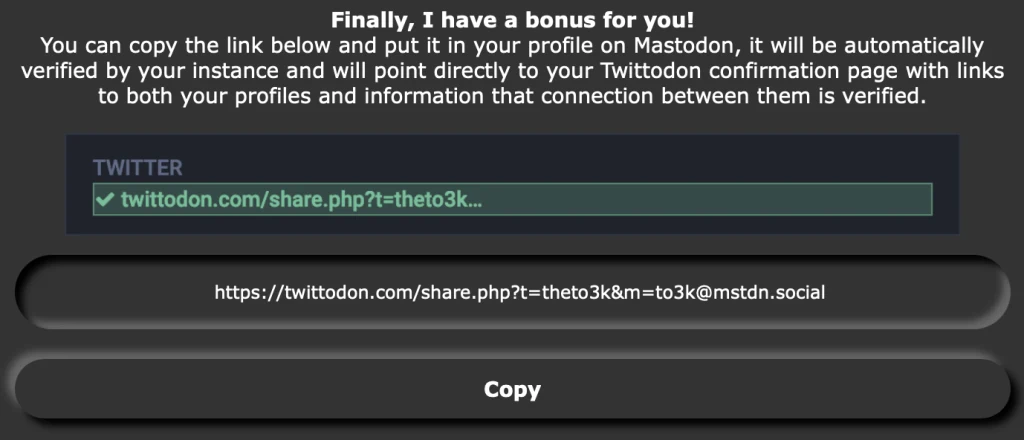 Finally, I have a bonus for you!
You can copy the link below and put it in your profile on Mastodon, it will be automatically
verified by your instance and will point directly to your Twittodon confirmation page with links
to both your profiles and information that connection between them is verified.
TWITTER
✔ twittodon.com/share.php?t=theto3k...
https://twittodon.com/share.php?t=theto3k&m=to3k@mstdn.social
Copy